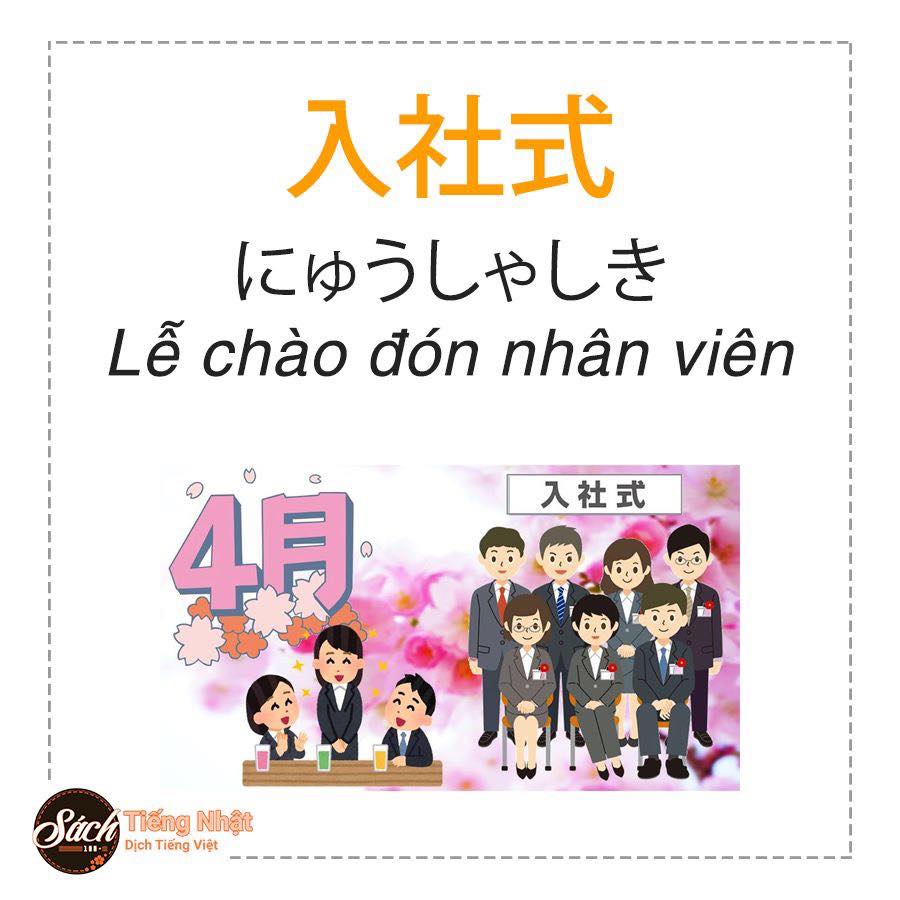 入社式
にゅうしゃしき
Lễ chào đón nhân viên
4月
入社式
Sách
Tiếng Nhật
Dịch Tiếng Việt